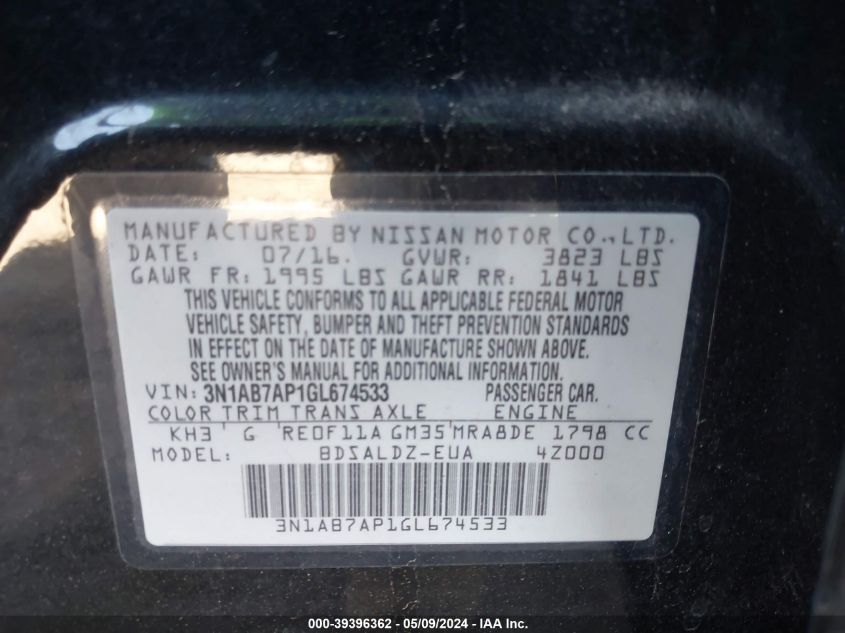 MANUFACTURED BY NISSAN MOTOR CO., LTD.
DATE: 07/16. GVWR: 3823 LBS
GAWR FR: 1995 LBS GAWR RR: 1841 LBS
THIS VEHICLE CONFORMS TO ALL APPLICABLE FEDERAL MOTOR
VEHICLE SAFETY, BUMPER AND THEFT PREVENTION STANDARDS
IN EFFECT ON THE DATE OF MANUFACTURE SHOWN ABOVE.
SEE OWNER'S MANUAL FOR ADDITIONAL INFORMATION.
VIN: 3N1AB7AP1GL674533 PASSENGER CAR.
COLOR TRIM TRANS AXLE ENGINE
KH3 G RE0F11A GM35 MRA8DE 1798 CC
MODEL: BDSALDZ-EUA 4Z000
3N1AB7AP1GL674533
000-39396362 - 05/09/2024 - IAA Inc.